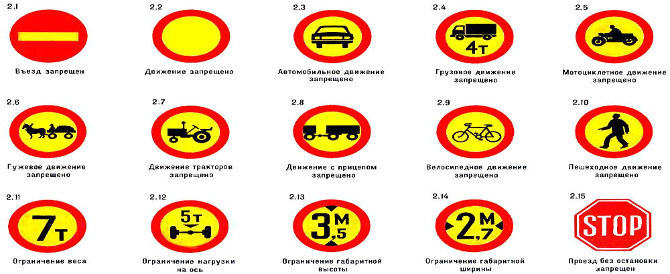 2.1 2.2 2.3 2.4 2.5
4т
Въезд запрещен
Движение запрещено
Автомобильное движение
запрещено
Грузовое движение
запрещено
Мотоциклетное движение
запрещено
2.6 2.7 2.8 2.9 2.10
Гужевое движение
запрещено
Движение тракторов
запрещено
Движение с прицепом
запрещено
Велосипедное движение
запрещено
Пешеходное движение
запрещено
2.11 2.12 2.13 2.14 2.15
7т
5т
3,5 М
2,7 М
STOP
Ограничение веса
Ограничение нагрузки
на ось
Ограничение габаритной
высоты
Ограничение габаритной
ширины
Проезд без остановки
запрещен